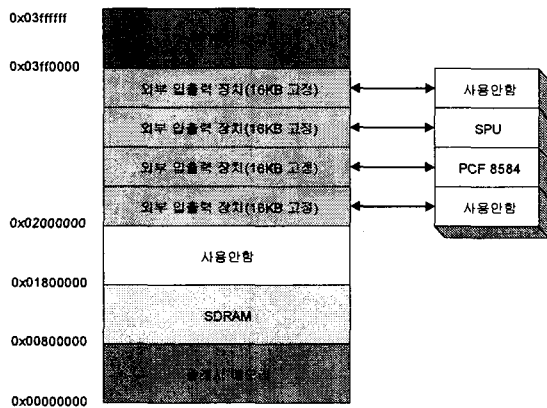 0x03ffffff
0x03ff0000
외부 입출력 장치(16KB 고정)
사용안함
외부 입출력 장치(16KB 고정)
SPU
외부 입출력 장치(16KB 고정)
PCF 8584
외부 입출력 장치(16KB 고정)
사용안함
0x02000000
사용안함
0x01800000
SDRAM
0x00800000
0x00000000